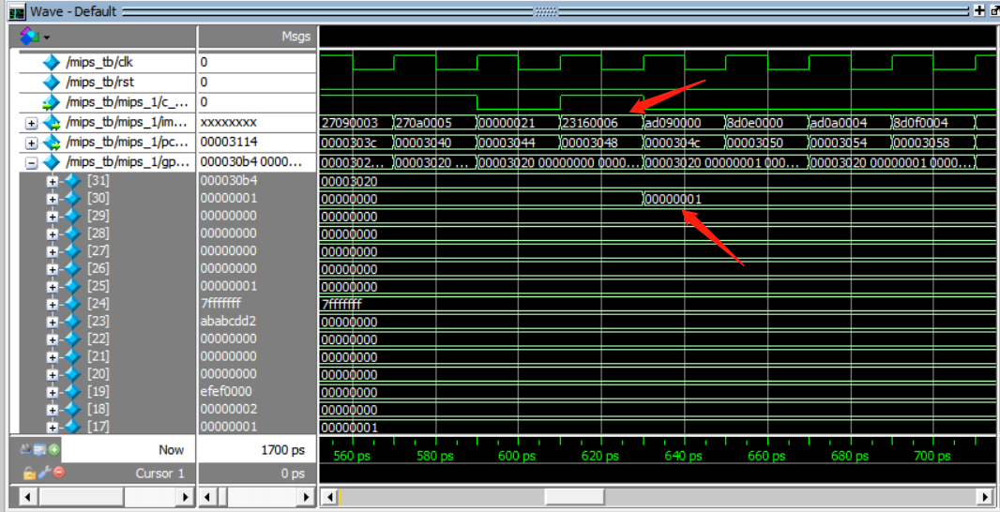 Wave - Default
Msgs
/mips_tb/clk 0
/mips_tb/rst 0
/mips_tb/mips_1/c_... 0
/mips_tb/mips_1/im... xxxxxxxx 27090003 270a0005 00000021 23160006 ad090000 8d0e0000 ad0a0004 8d0f0004
/mips_tb/mips_1/pc... 00003114 0000303c 00003040 00003044 00003048 0000304c 00003050 00003054 00003058
/mips_tb/mips_1/gp... 000030b4 0000... 0000302... 00003020 ... 00003020 00000000 0000... 00003020 00000001 000... 00003020 00000001 0000...
[31] 000030b4 00003020
[30] 00000001 00000000 00000001
[29] 00000000 00000000
[28] 00000000 00000000
[27] 00000000 00000000
[26] 00000000 00000000
[25] 00000001 00000000
[24] 7fffffff 7fffffff
[23] ababcdd2 00000000
[22] 00000000 00000000
[21] 00000000 00000000
[20] 00000000 00000000
[19] efef0000 00000000
[18] 00000002 00000000
[17] 00000001 00000001
Now 1700 ps 560 ps 580 ps 600 ps 620 ps 640 ps 660 ps 680 ps 700 ps
Cursor 1 0 ps